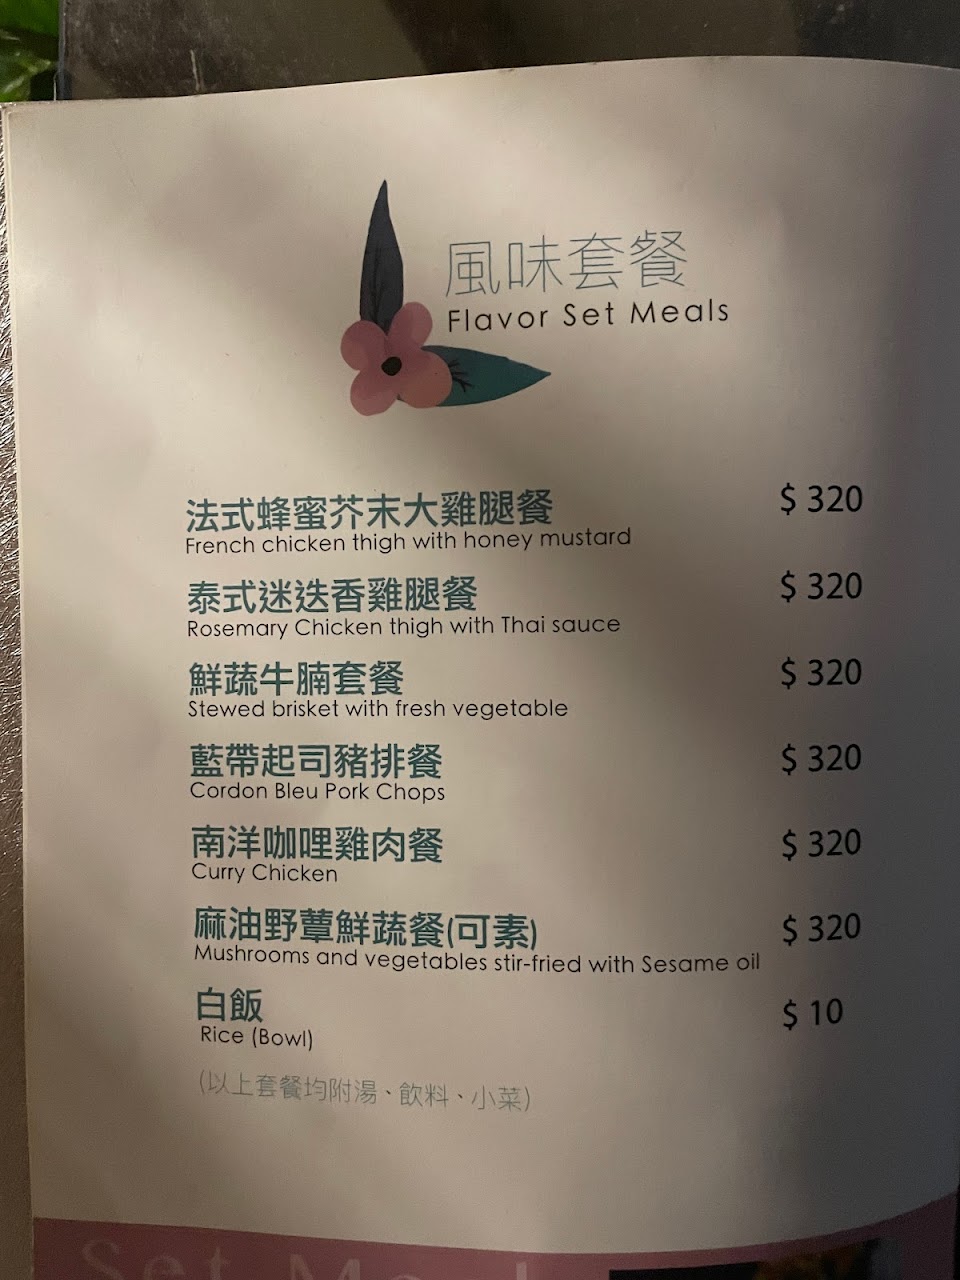 風味套餐
Flavor Set Meals
法式蜂蜜芥末大雞腿餐 $ 320
French chicken thigh with honey mustard
泰式迷迭香雞腿餐 $ 320
Rosemary Chicken thigh with Thai sauce
鮮蔬牛腩套餐 $ 320
Stewed brisket with fresh vegetable
藍帶起司豬排餐 $ 320
Cordon Bleu Pork Chops
南洋咖哩雞肉餐 $ 320
Curry Chicken
麻油野蕈鮮蔬餐(可素) $ 320
Mushrooms and vegetables stir-fried with Sesame oil
白飯 $ 10
Rice (Bowl)
(以上套餐均附湯、飲料、小菜)
Set